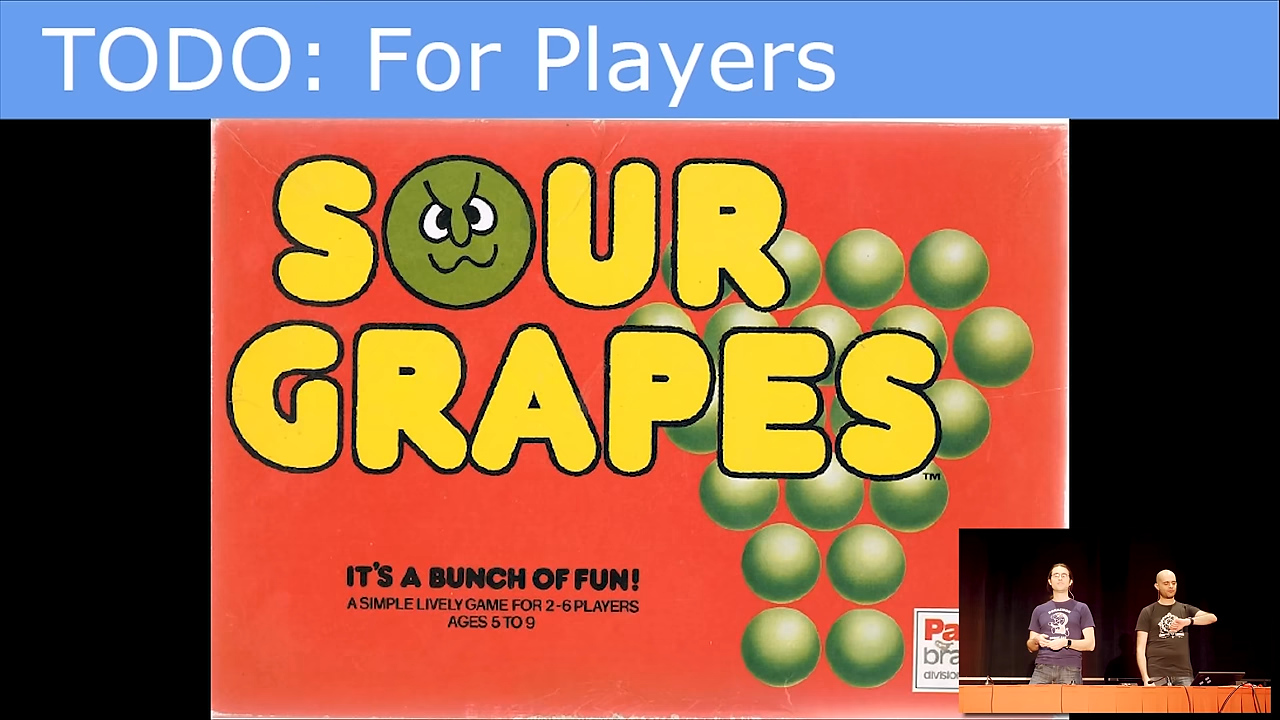 TODO: For Players
SOUR
GRAPES
TM
IT'S A BUNCH OF FUN!
A SIMPLE LIVELY GAME FOR 2-6 PLAYERS
AGES 5 TO 9